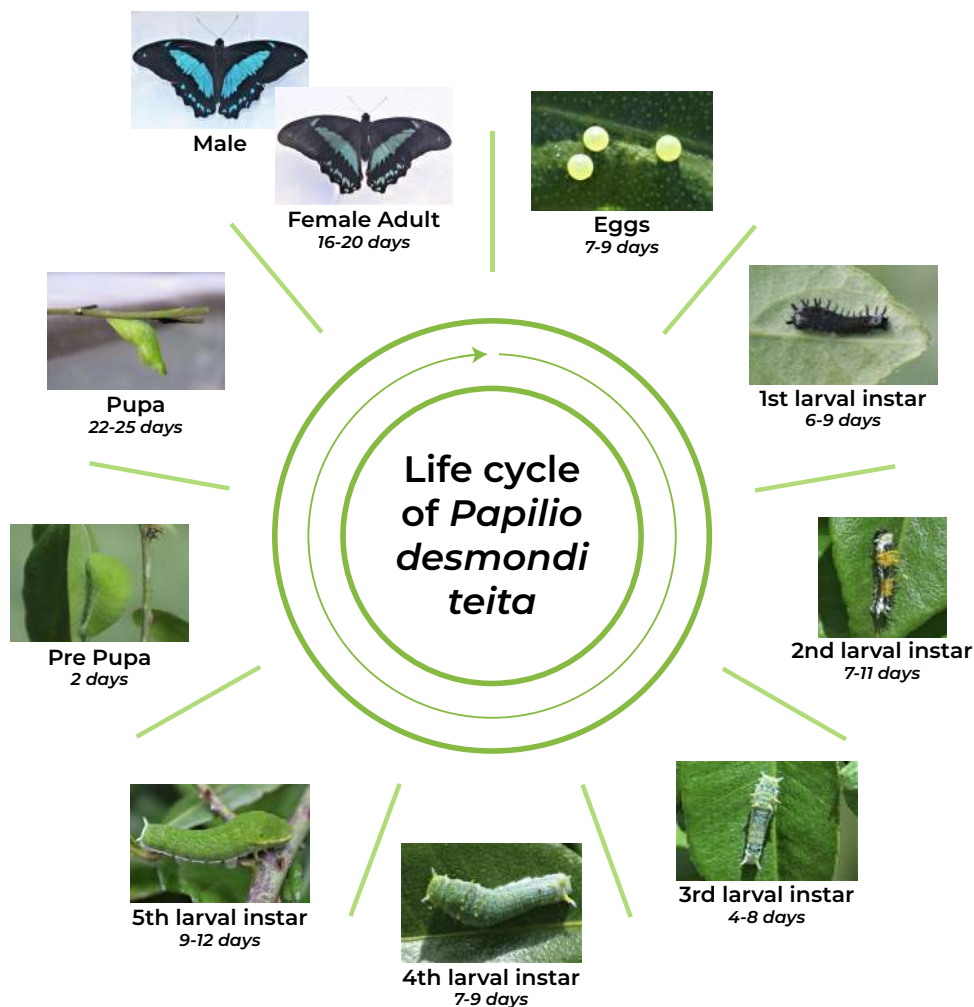 Male
Female Adult
16-20 days
Eggs
7-9 days
1st larval instar
6-9 days
2nd larval instar
7-11 days
3rd larval instar
4-8 days
4th larval instar
7-9 days
5th larval instar
9-12 days
Pre Pupa
2 days
Pupa
22-25 days
Life cycle
of Papilio
desmondi
teita